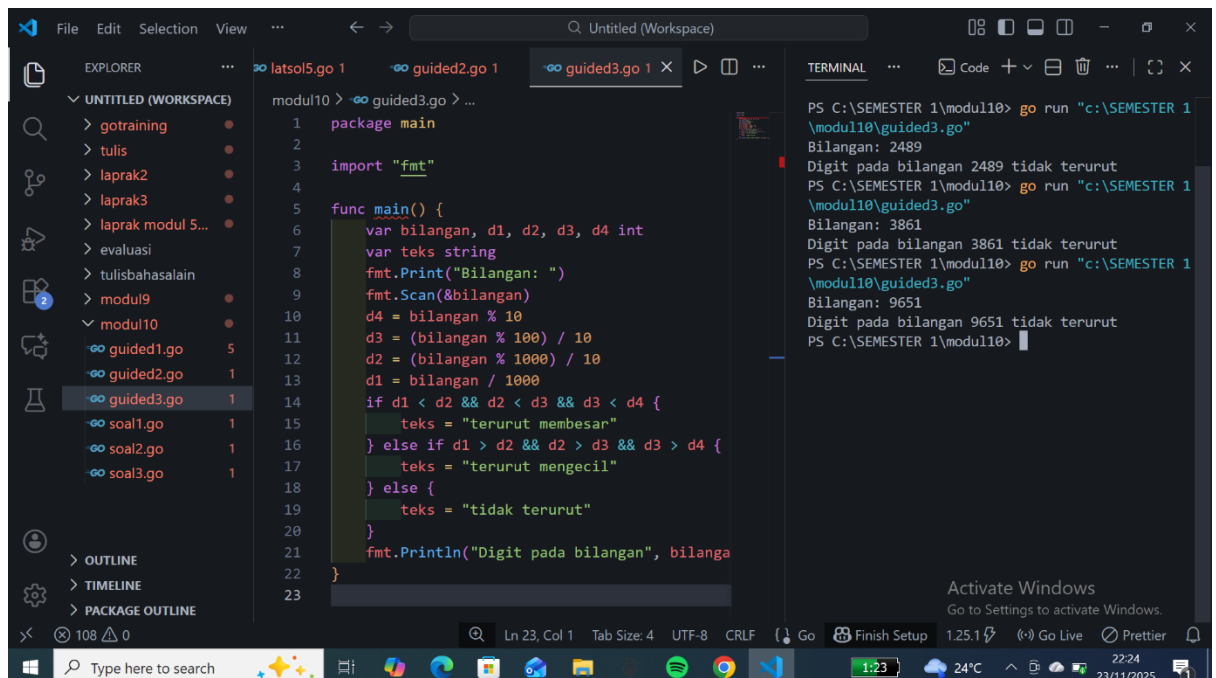 File Edit Selection View ...
Untitled (Workspace)
EXPLORER
UNTITLED (WORKSPACE)
gotraining
tulis
laprak2
laprak3
laprak modul 5...
evaluasi
tulisbahasalain
modul9
modul10
guided1.go 5
guided2.go 1
guided3.go 1
soal1.go 1
soal2.go 1
soal3.go 1
OUTLINE
TIMELINE
PACKAGE OUTLINE
latsol5.go 1 guided2.go 1 guided3.go 1
modul10 > guided3.go > ...
1 package main
2
3 import "fmt"
4
5 func main() {
6 var bilangan, d1, d2, d3, d4 int
7 var teks string
8 fmt.Print("Bilangan: ")
9 fmt.Scan(&bilangan)
10 d4 = bilangan % 10
11 d3 = (bilangan % 100) / 10
12 d2 = (bilangan % 1000) / 10
13 d1 = bilangan / 1000
14 if d1 < d2 && d2 < d3 && d3 < d4 {
15 teks = "terurut membesar"
16 } else if d1 > d2 && d2 > d3 && d3 > d4 {
17 teks = "terurut mengecil"
18 } else {
19 teks = "tidak terurut"
20 }
21 fmt.Println("Digit pada bilangan", bilanga
22 }
23
TERMINAL ... Code
PS C:\SEMESTER 1\modul10> go run "c:\SEMESTER 1
\modul10\guided3.go"
Bilangan: 2489
Digit pada bilangan 2489 tidak terurut
PS C:\SEMESTER 1\modul10> go run "c:\SEMESTER 1
\modul10\guided3.go"
Bilangan: 3861
Digit pada bilangan 3861 tidak terurut
PS C:\SEMESTER 1\modul10> go run "c:\SEMESTER 1
\modul10\guided3.go"
Bilangan: 9651
Digit pada bilangan 9651 tidak terurut
PS C:\SEMESTER 1\modul10>
Activate Windows
Go to Settings to activate Windows.
108 0 Ln 23, Col 1 Tab Size: 4 UTF-8 CRLF Go Finish Setup 1.25.1 Go Live Prettier
Type here to search 1:23 24°C 22:24
23/11/2025